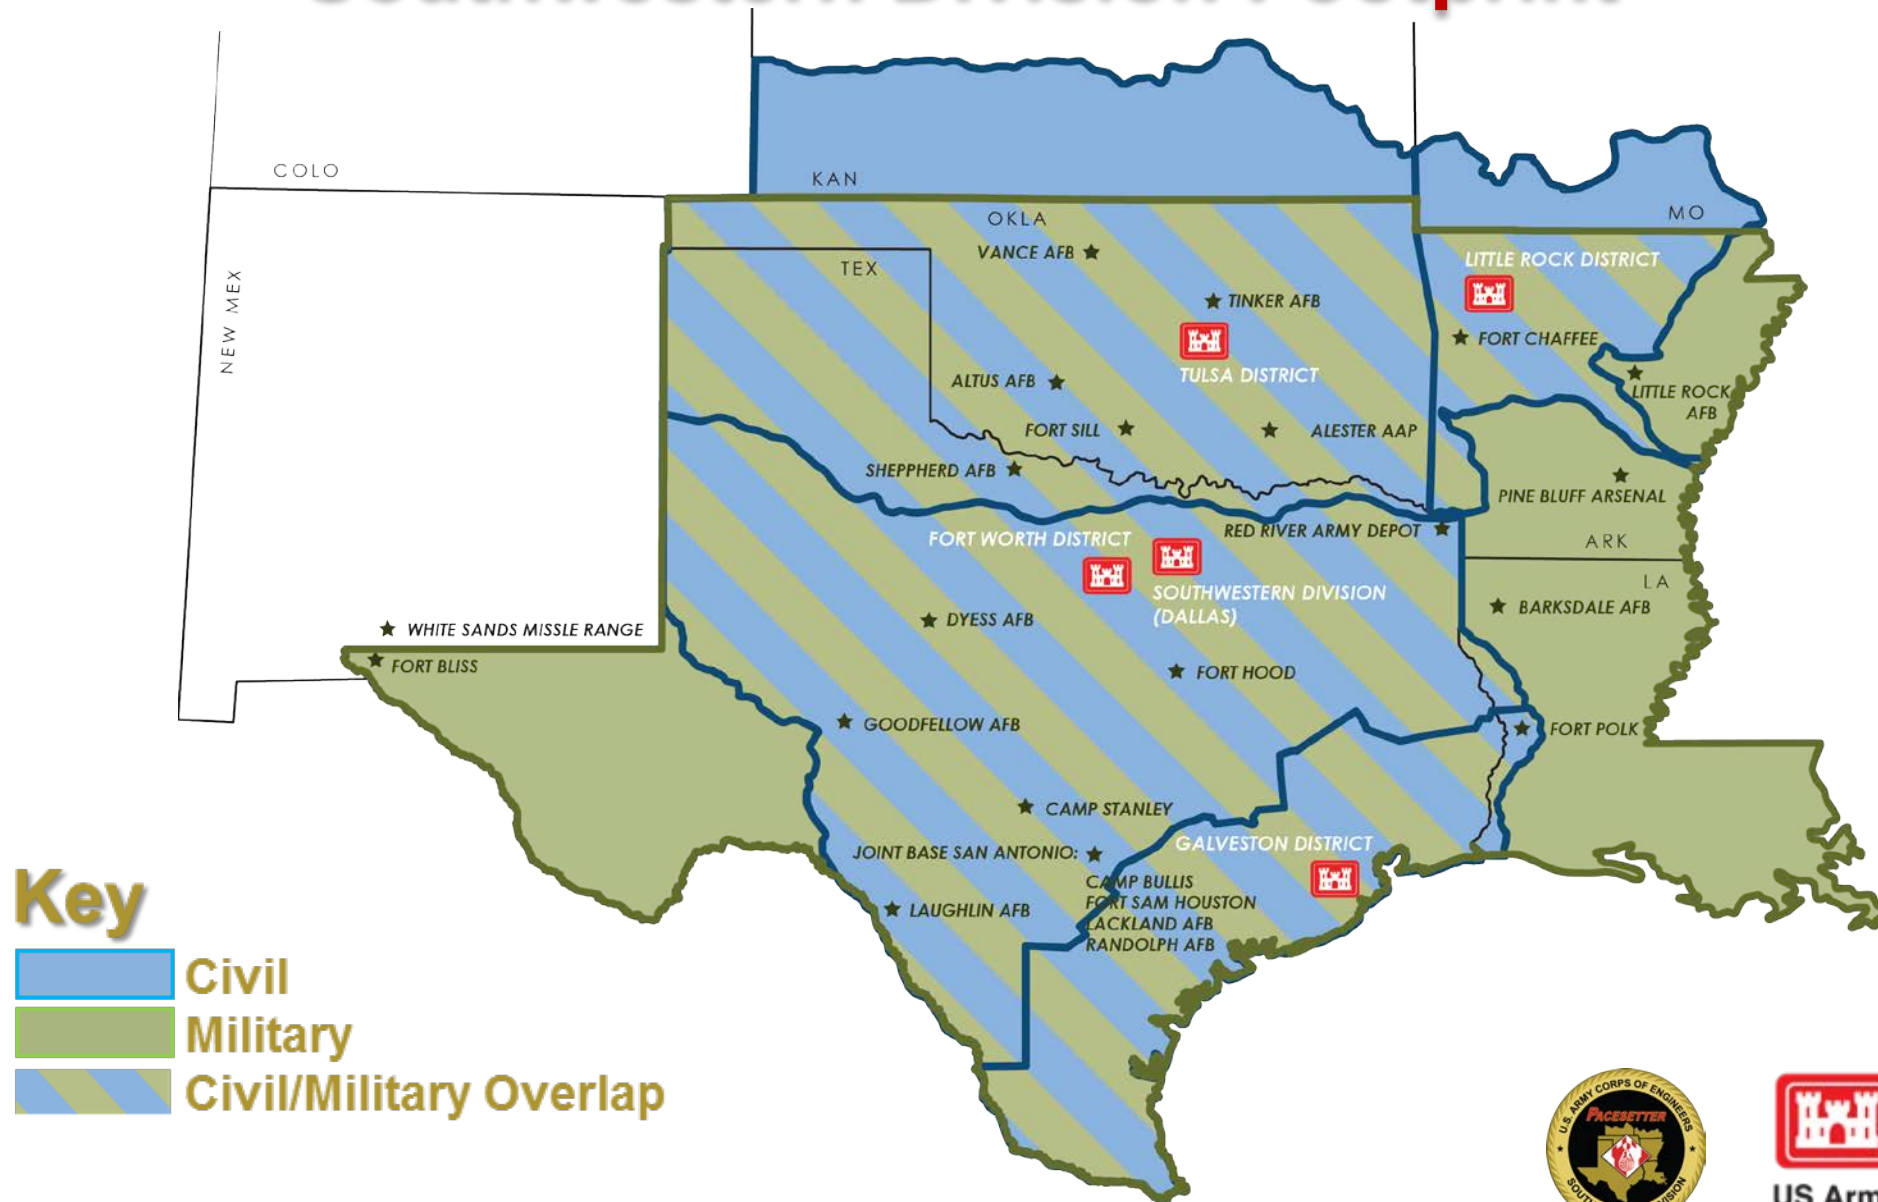 Southwestern Division Footprint
COLO
KAN
MO
OKLA
NEW MEX
TEX
VANCE AFB
LITTLE ROCK DISTRICT
TINKER AFB
FORT CHAFFEE
TULSA DISTRICT
ALTUS AFB
LITTLE ROCK
AFB
FORT SILL
ALESTER AAP
SHEPPHERD AFB
PINE BLUFF ARSENAL
RED RIVER ARMY DEPOT
FORT WORTH DISTRICT
ARK
LA
SOUTHWESTERN DIVISION
(DALLAS)
BARKSDALE AFB
DYESS AFB
WHITE SANDS MISSLE RANGE
FORT BLISS
FORT HOOD
GOODFELLOW AFB
FORT POLK
CAMP STANLEY
GALVESTON DISTRICT
JOINT BASE SAN ANTONIO:
CAMP BULLIS
FORT SAM HOUSTON
LACKLAND AFB
RANDOLPH AFB
LAUGHLIN AFB
Key
Civil
Military
Civil/Military Overlap
U.S. ARMY CORPS OF ENGINEERS
PACESETTER
US Arm